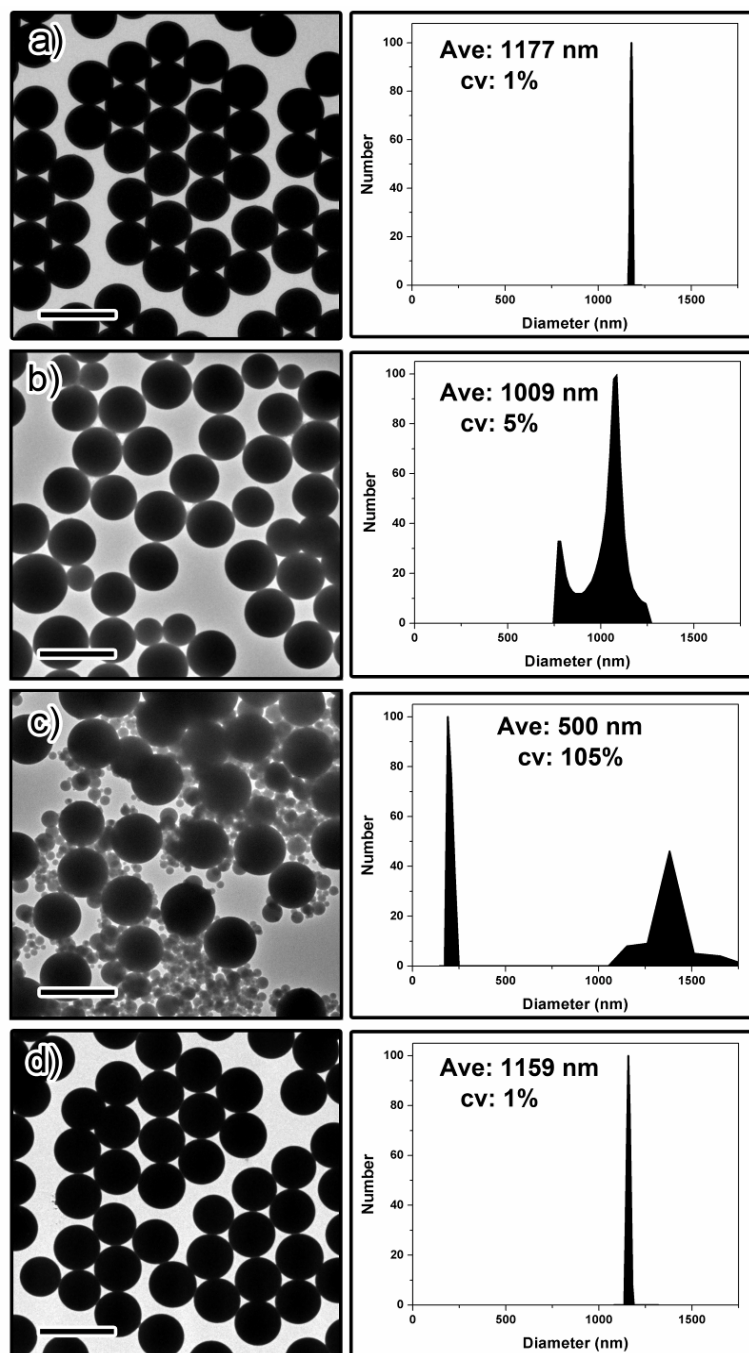 a)
Ave: 1177 nm
cv: 1%
Number
100
80
60
40
20
0
0 500 1000 1500
Diameter (nm)
b)
Ave: 1009 nm
cv: 5%
Number
100
80
60
40
20
0
0 500 1000 1500
Diameter (nm)
c)
Ave: 500 nm
cv: 105%
Number
100
80
60
40
20
0
0 500 1000 1500
Diameter (nm)
d)
Ave: 1159 nm
cv: 1%
Number
100
80
60
40
20
0
0 500 1000 1500
Diameter (nm)